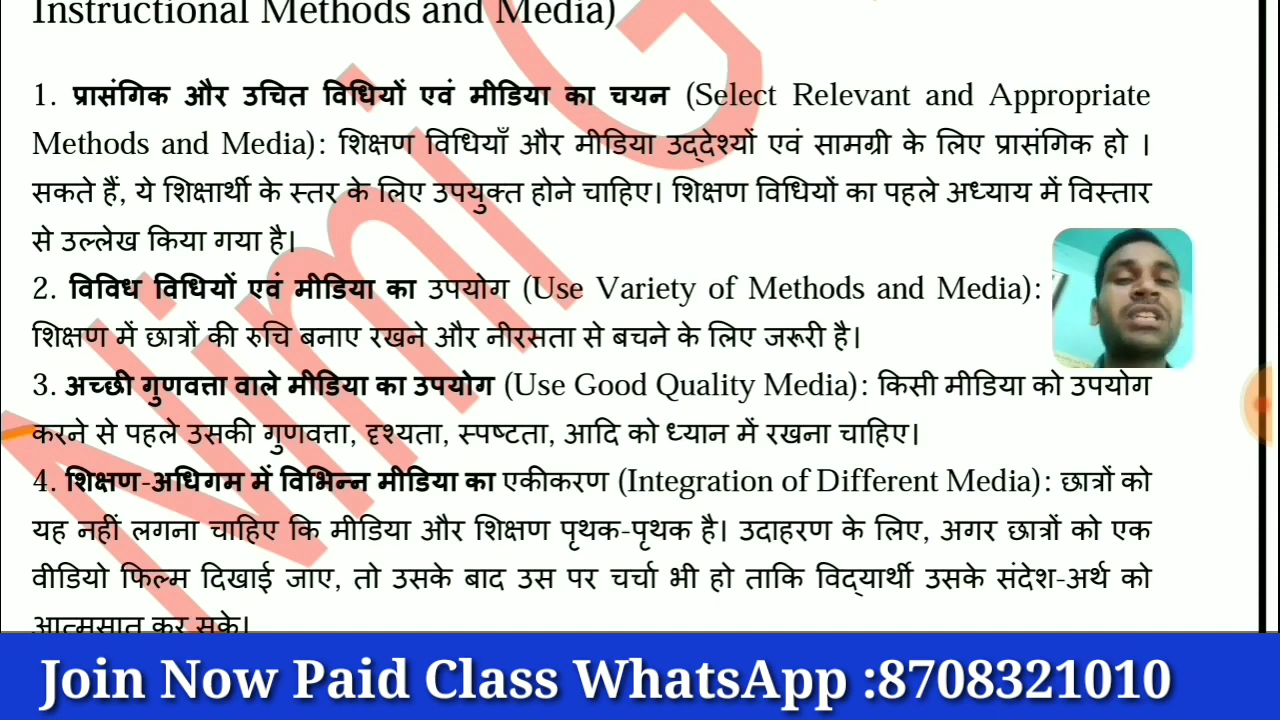 Instructional Methods and Media)
1. प्रासंगिक और उचित विधियों एवं मीडिया का चयन (Select Relevant and Appropriate
Methods and Media): शिक्षण विधियाँ और मीडिया उद्देश्यों एवं सामग्री के लिए प्रासंगिक हो ।
सकते हैं, ये शिक्षार्थी के स्तर के लिए उपयुक्त होने चाहिए। शिक्षण विधियों का पहले अध्याय में विस्तार
से उल्लेख किया गया है।
2. विविध विधियों एवं मीडिया का उपयोग (Use Variety of Methods and Media):
शिक्षण में छात्रों की रुचि बनाए रखने और नीरसता से बचने के लिए जरूरी है।
3. अच्छी गुणवत्ता वाले मीडिया का उपयोग (Use Good Quality Media): किसी मीडिया को उपयोग
करने से पहले उसकी गुणवत्ता, दृश्यता, स्पष्टता, आदि को ध्यान में रखना चाहिए।
4. शिक्षण-अधिगम में विभिन्न मीडिया का एकीकरण (Integration of Different Media): छात्रों को
यह नहीं लगना चाहिए कि मीडिया और शिक्षण पृथक-पृथक है। उदाहरण के लिए, अगर छात्रों को एक
वीडियो फिल्म दिखाई जाए, तो उसके बाद उस पर चर्चा भी हो ताकि विद्यार्थी उसके संदेश-अर्थ को
आत्मसात कर सके।
Nimi G
Join Now Paid Class WhatsApp :8708321010